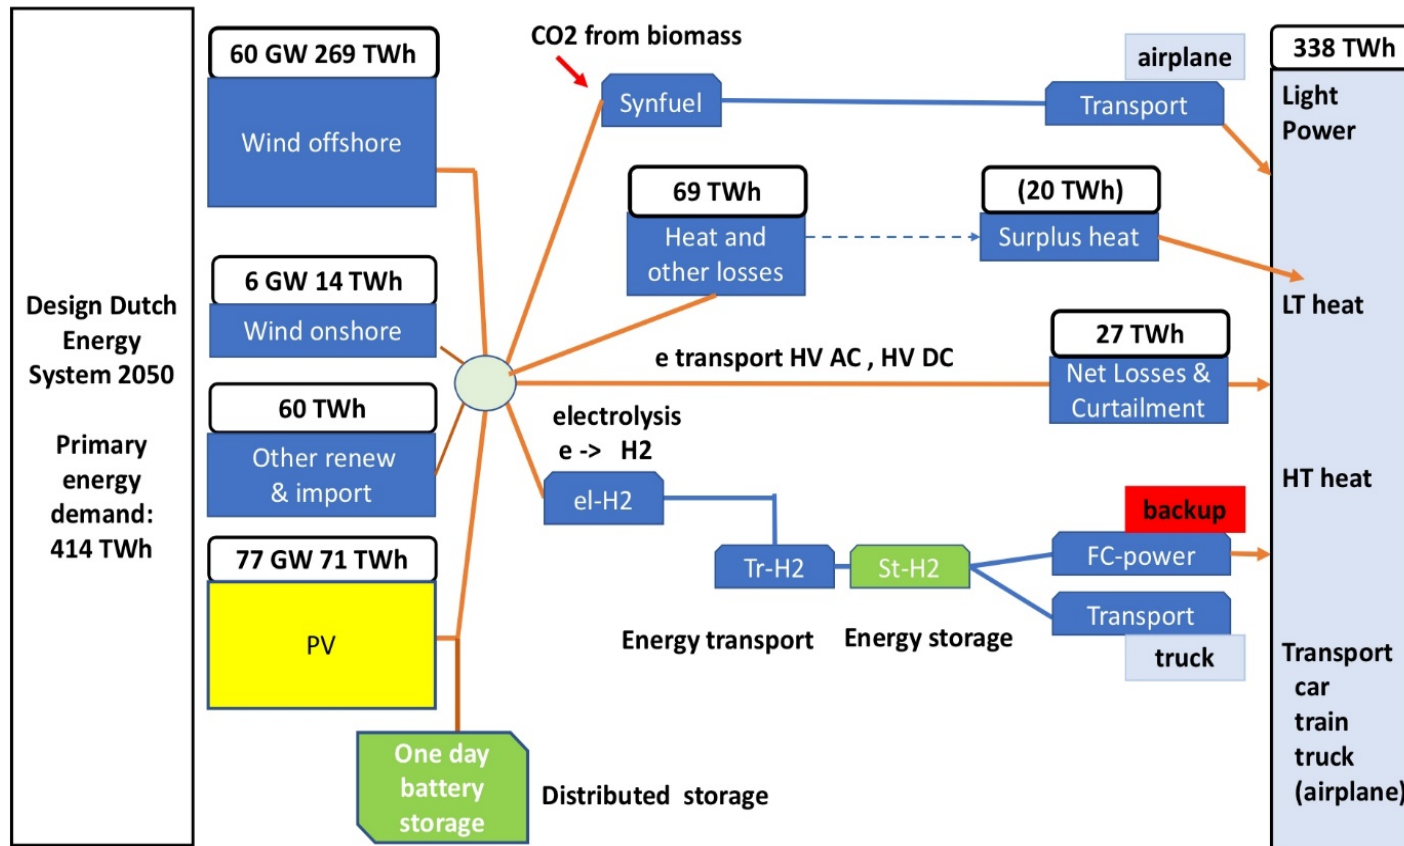 Design Dutch
Energy
System 2050
Primary
energy
demand:
414 TWh
60 GW 269 TWh
Wind offshore
6 GW 14 TWh
Wind onshore
60 TWh
Other renew
& import
77 GW 71 TWh
PV
One day
battery
storage
Distributed storage
CO2 from biomass
Synfuel
airplane
Transport
69 TWh
Heat and
other losses
(20 TWh)
Surplus heat
e transport HV AC , HV DC
27 TWh
Net Losses &
Curtailment
electrolysis
e -> H2
el-H2
Tr-H2
St-H2
Energy transport
Energy storage
backup
FC-power
Transport
truck
338 TWh
Light
Power
LT heat
HT heat
Transport
car
train
truck
(airplane)